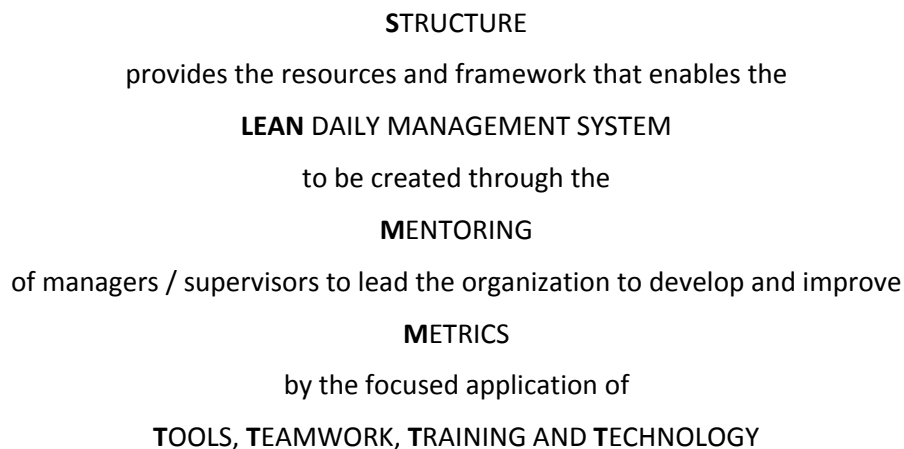 STRUCTURE
provides the resources and framework that enables the
LEAN DAILY MANAGEMENT SYSTEM
to be created through the
MENTORING
of managers / supervisors to lead the organization to develop and improve
METRICS
by the focused application of
TOOLS, TEAMWORK, TRAINING AND TECHNOLOGY